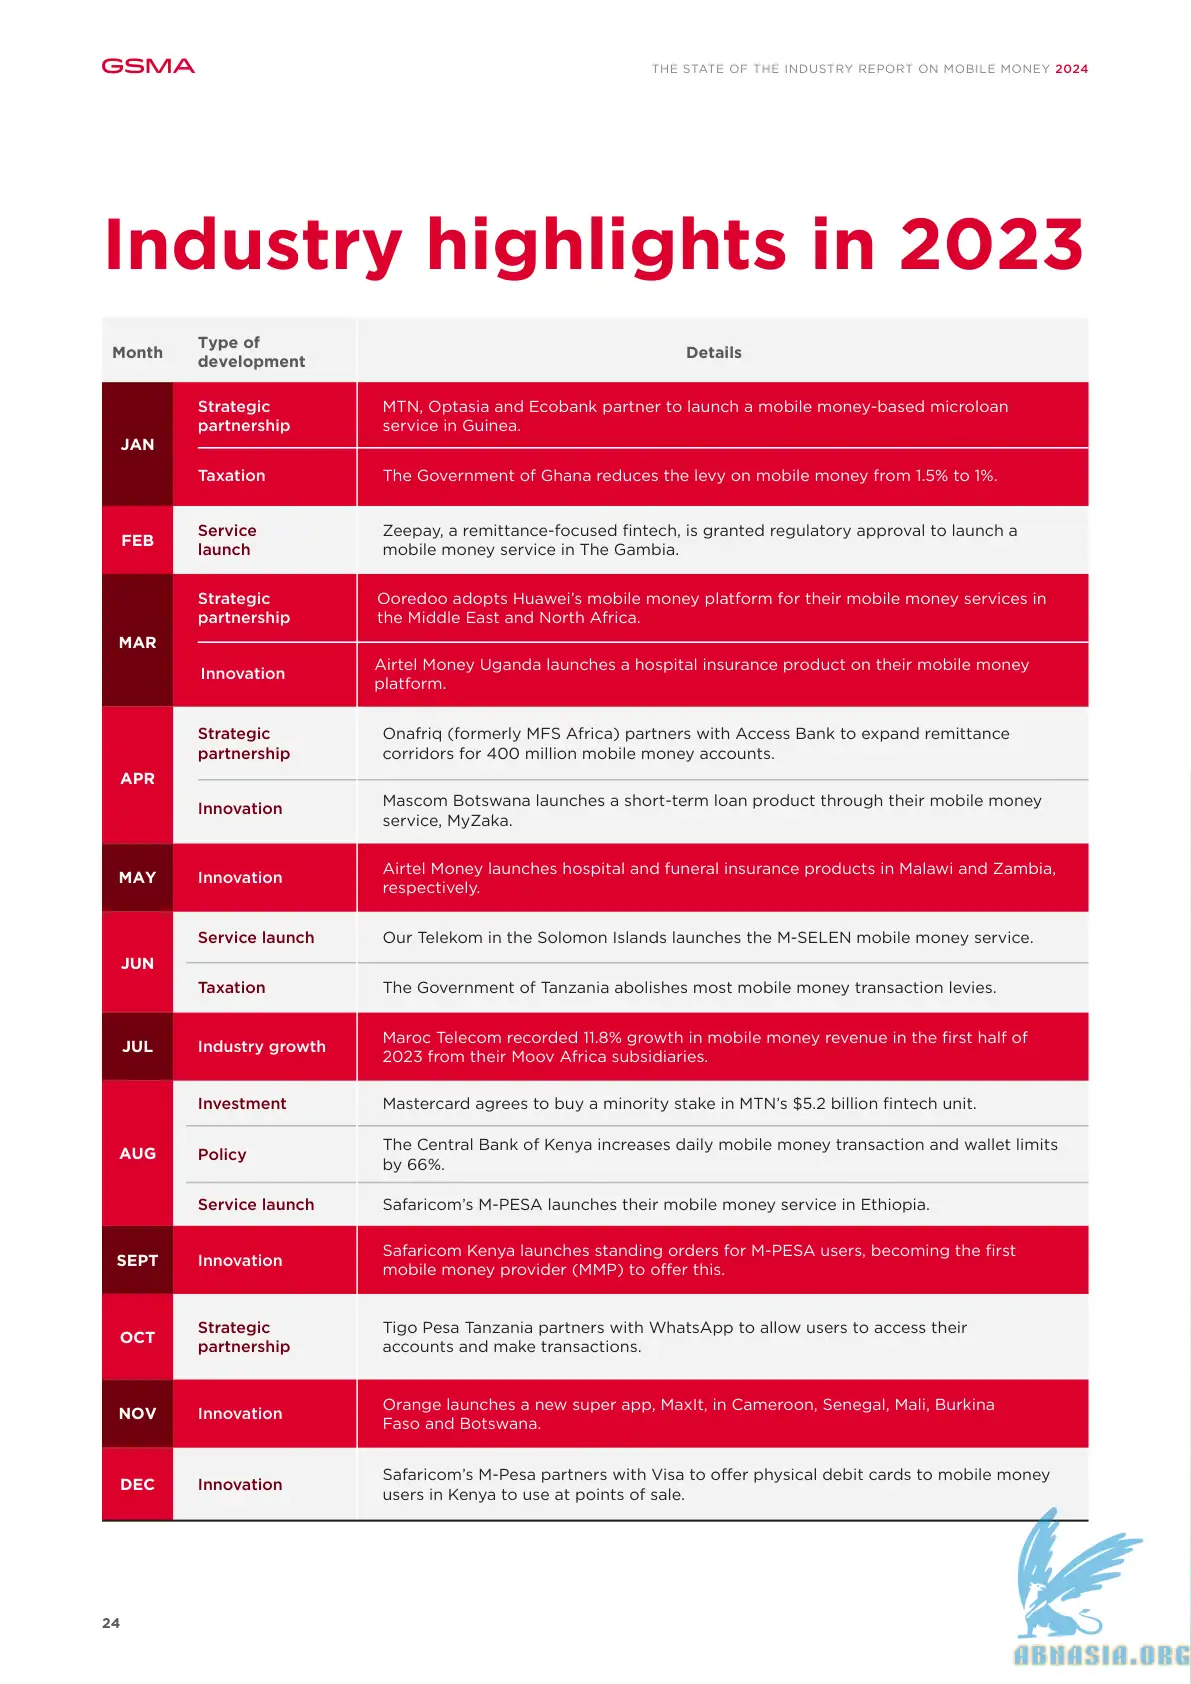 GSMA
THE STATE OF THE INDUSTRY REPORT ON MOBILE MONEY 2024
Industry highlights in 2023
Month
Type of
development
Details
JAN
Strategic
partnership
MTN, Optasia and Ecobank partner to launch a mobile money-based microloan
service in Guinea.
Taxation
The Government of Ghana reduces the levy on mobile money from 1.5% to 1%.
FEB
Service
launch
Zeepay, a remittance-focused fintech, is granted regulatory approval to launch a
mobile money service in The Gambia.
MAR
Strategic
partnership
Ooredoo adopts Huawei's mobile money platform for their mobile money services in
the Middle East and North Africa.
Innovation
Airtel Money Uganda launches a hospital insurance product on their mobile money
platform.
APR
Strategic
partnership
Onafriq (formerly MFS Africa) partners with Access Bank to expand remittance
corridors for 400 million mobile money accounts.
Innovation
Mascom Botswana launches a short-term loan product through their mobile money
service, MyZaka.
MAY
Innovation
Airtel Money launches hospital and funeral insurance products in Malawi and Zambia,
respectively.
JUN
Service launch
Our Telekom in the Solomon Islands launches the M-SELEN mobile money service.
Taxation
The Government of Tanzania abolishes most mobile money transaction levies.
JUL
Industry growth
Maroc Telecom recorded 11.8% growth in mobile money revenue in the first half of
2023 from their Moov Africa subsidiaries.
AUG
Investment
Mastercard agrees to buy a minority stake in MTN's $5.2 billion fintech unit.
Policy
The Central Bank of Kenya increases daily mobile money transaction and wallet limits
by 66%.
Service launch
Safaricom's M-PESA launches their mobile money service in Ethiopia.
SEPT
Innovation
Safaricom Kenya launches standing orders for M-PESA users, becoming the first
mobile money provider (MMP) to offer this.
OCT
Strategic
partnership
Tigo Pesa Tanzania partners with WhatsApp to allow users to access their
accounts and make transactions.
NOV
Innovation
Orange launches a new super app, MaxIt, in Cameroon, Senegal, Mali, Burkina
Faso and Botswana.
DEC
Innovation
Safaricom's M-Pesa partners with Visa to offer physical debit cards to mobile money
users in Kenya to use at points of sale.
24
ABNASIA.ORG